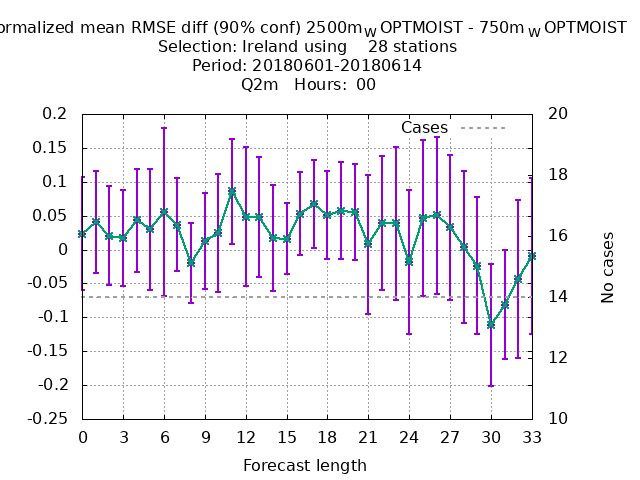 ormalized mean RMSE diff (90% conf) 2500m W OPTMOIST - 750m W OPTMOIST
Selection: Ireland using 28 stations
Period: 20180601-20180614
Q2m Hours: 00
Cases
0.2
0.15
0.1
0.05
0
-0.05
-0.1
-0.15
-0.2
-0.25
20
18
16
14
12
10
No cases
0 3 6 9 12 15 18 21 24 27 30 33
Forecast length